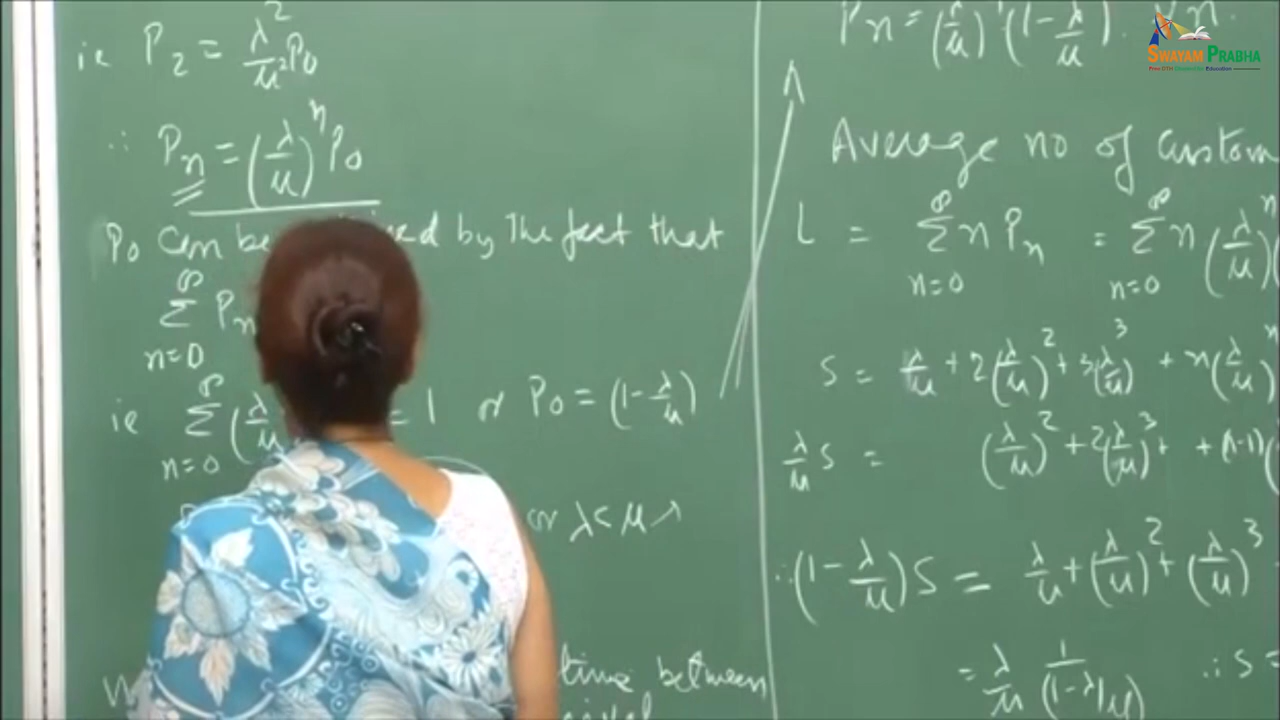 ie P₂ = λ²/μ² P₀
∴ Pₙ = (λ/μ)ⁿ P₀
P₀ Can be by The fact that
∞
Σ Pₙ
n=0
∞
ie Σ (λ/μ = 1 or P₀ = (1 - λ/μ)
n=0
or λ < μ
time between
Pₙ = (λ/μ) (1 - λ/μ). ∀ n.
Average no of custom
∞ ∞
L = Σ n Pₙ = Σ n (λ/μ)ⁿ (
n=0 n=0
S = λ/μ + 2(λ/μ)² + 3(λ/μ)³ + n(λ/μ)ⁿ
λ/μ S = (λ/μ)² + 2(λ/μ)³ + + (n-1)(
∴ (1 - λ/μ) S = λ/μ + (λ/μ)² + (λ/μ)³
= λ/μ 1/(1-λ/μ) ∴ S =
SWAYAM PRABHA